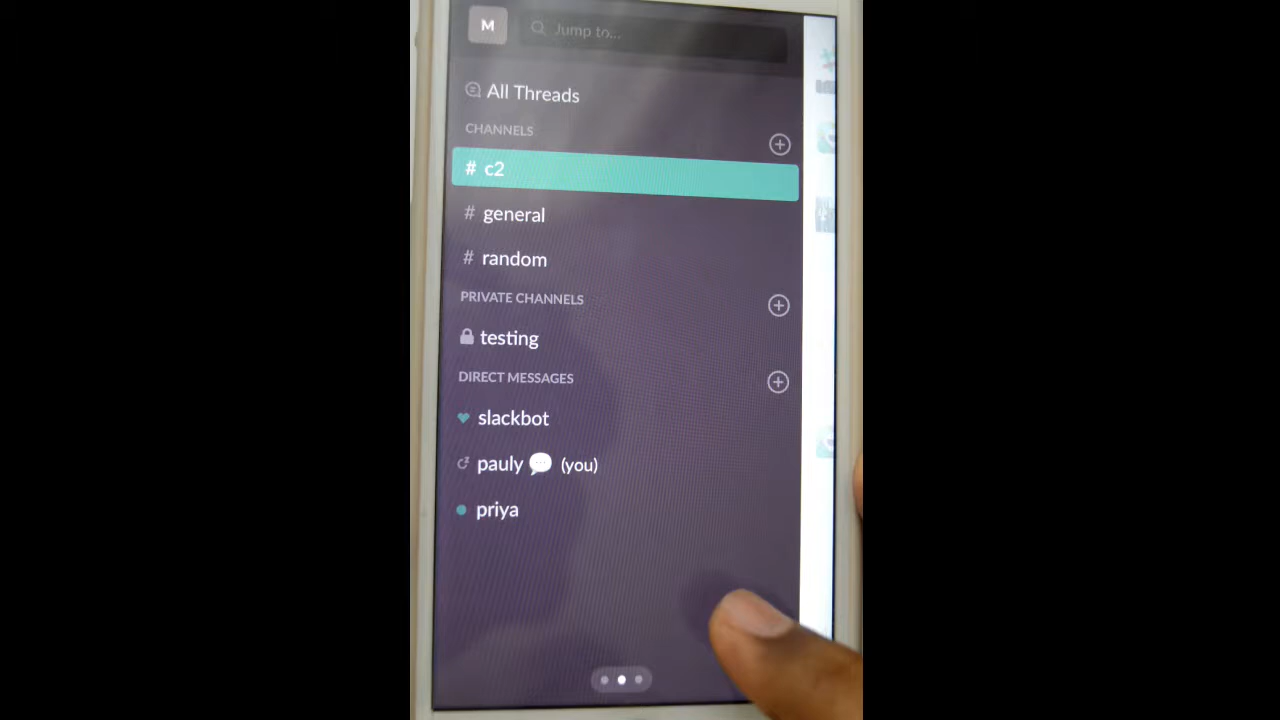 M
Jump to...
All Threads
CHANNELS
# c2
# general
# random
PRIVATE CHANNELS
testing
DIRECT MESSAGES
slackbot
pauly 💬 (you)
priya